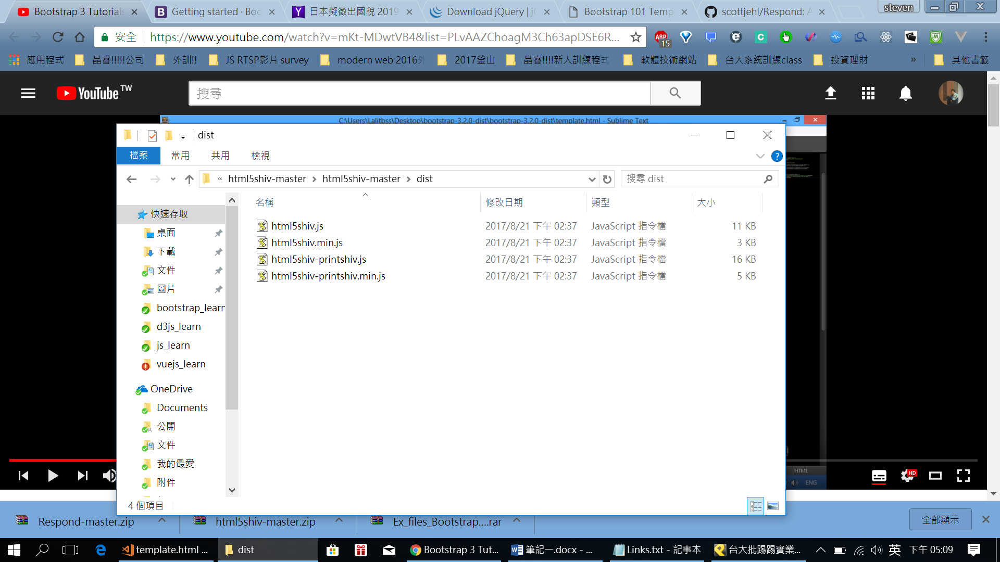 Bootstrap 3 Tutorials
Getting started · Boo
日本擬徵出國稅 2019
Download jQuery | jQ
Bootstrap 101 Temp
scottjehl/Respond: A
steven
安全
https://www.youtube.com/watch?v=mKt-MDwtVB4&list=PLvAAZChoagM3Ch63apDSE6R...
ABP
15
應用程式
晶睿!!!!!公司
外訓!!
JS RTSP影片 survey
modern web 2016外
2017釜山
晶睿!!!!新人訓練程式
軟體技術網站
台大系統訓練class
投資理財
»
其他書籤
YouTube TW
搜尋
C:\Users\Lalitbss\Desktop\bootstrap-3.2.0-dist\bootstrap-3.2.0-dist\template.html - Sublime Text
dist
檔案
常用
共用
檢視
« html5shiv-master > html5shiv-master > dist
搜尋 dist
名稱
修改日期
類型
大小
html5shiv.js 2017/8/21 下午 02:37 JavaScript 指令檔 11 KB
html5shiv.min.js 2017/8/21 下午 02:37 JavaScript 指令檔 3 KB
html5shiv-printshiv.js 2017/8/21 下午 02:37 JavaScript 指令檔 16 KB
html5shiv-printshiv.min.js 2017/8/21 下午 02:37 JavaScript 指令檔 5 KB
快速存取
桌面
下載
文件
圖片
bootstrap_learn
d3js_learn
js_learn
vuejs_learn
OneDrive
Documents
公開
文件
我的最愛
附件
4 個項目
HTML
ENG
HD
Respond-master.zip
html5shiv-master.zip
Ex_files_Bootstrap....rar
全部顯示
template.html ...
dist
Bootstrap 3 Tut...
筆記一.docx - ...
Links.txt - 記事本
台大批踢踢實業...
英
下午 05:09